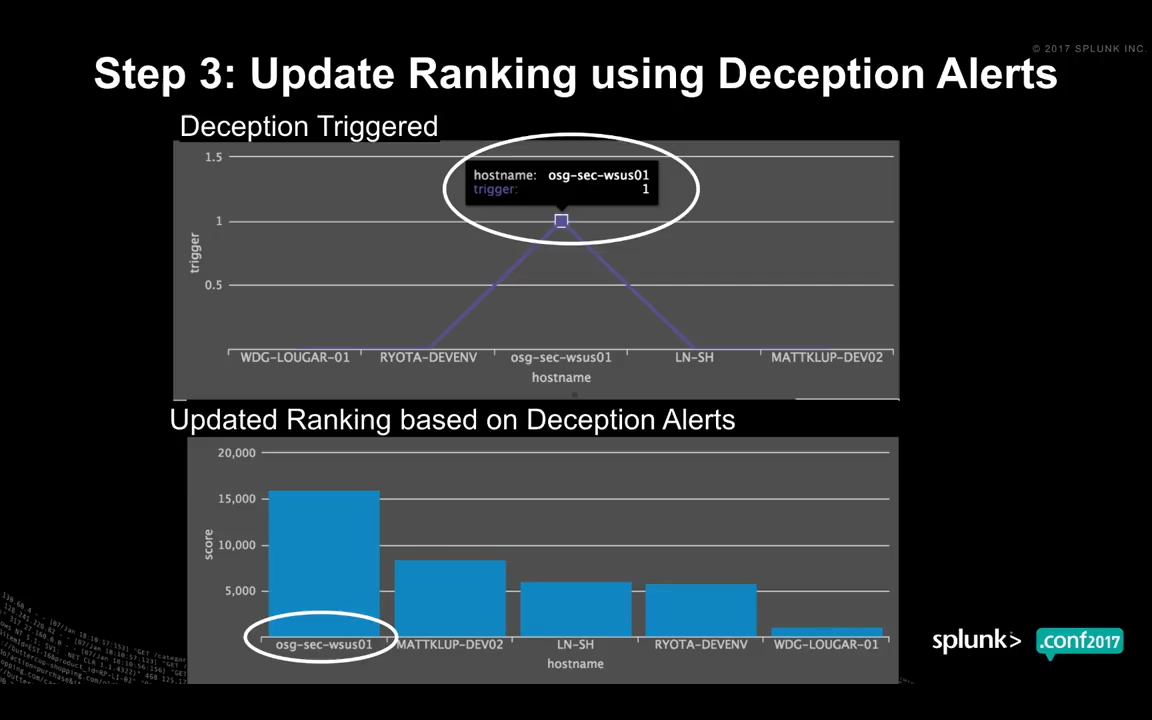 © 2017 SPLUNK INC.
Step 3: Update Ranking using Deception Alerts
Deception Triggered
1.5
1
0.5
trigger
hostname: osg-sec-wsus01
trigger: 1
WDG-LOUGAR-01 RYOTA-DEVENV osg-sec-wsus01 LN-SH MATTKLUP-DEV02
hostname
Updated Ranking based on Deception Alerts
20,000
15,000
10,000
5,000
score
osg-sec-wsus01 MATTKLUP-DEV02 LN-SH RYOTA-DEVENV WDG-LOUGAR-01
hostname
splunk> .conf2017